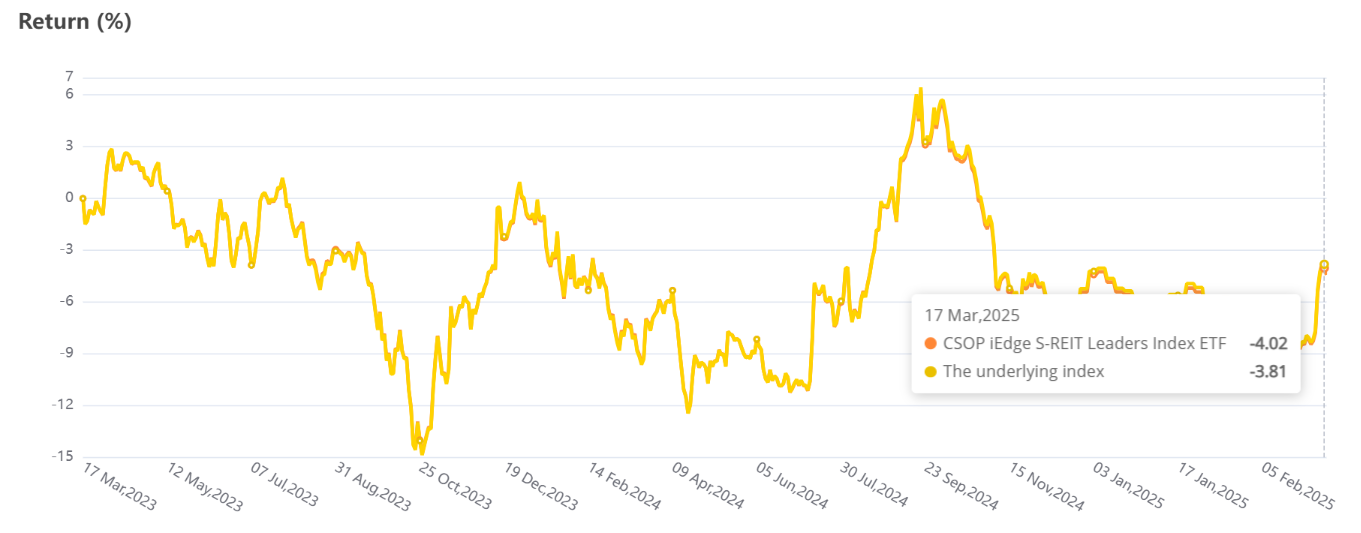 Return (%)
7
6
3
0
-3
-6
-9
-12
-15
17 Mar,2025
CSOP iEdge S-REIT Leaders Index ETF -4.02
The underlying index -3.81
17 Mar,2023
12 May,2023
07 Jul,2023
31 Aug,2023
25 Oct,2023
19 Dec,2023
14 Feb,2024
09 Apr,2024
05 Jun,2024
30 Jul,2024
23 Sep,2024
15 Nov,2024
03 Jan,2025
17 Jan,2025
05 Feb,2025